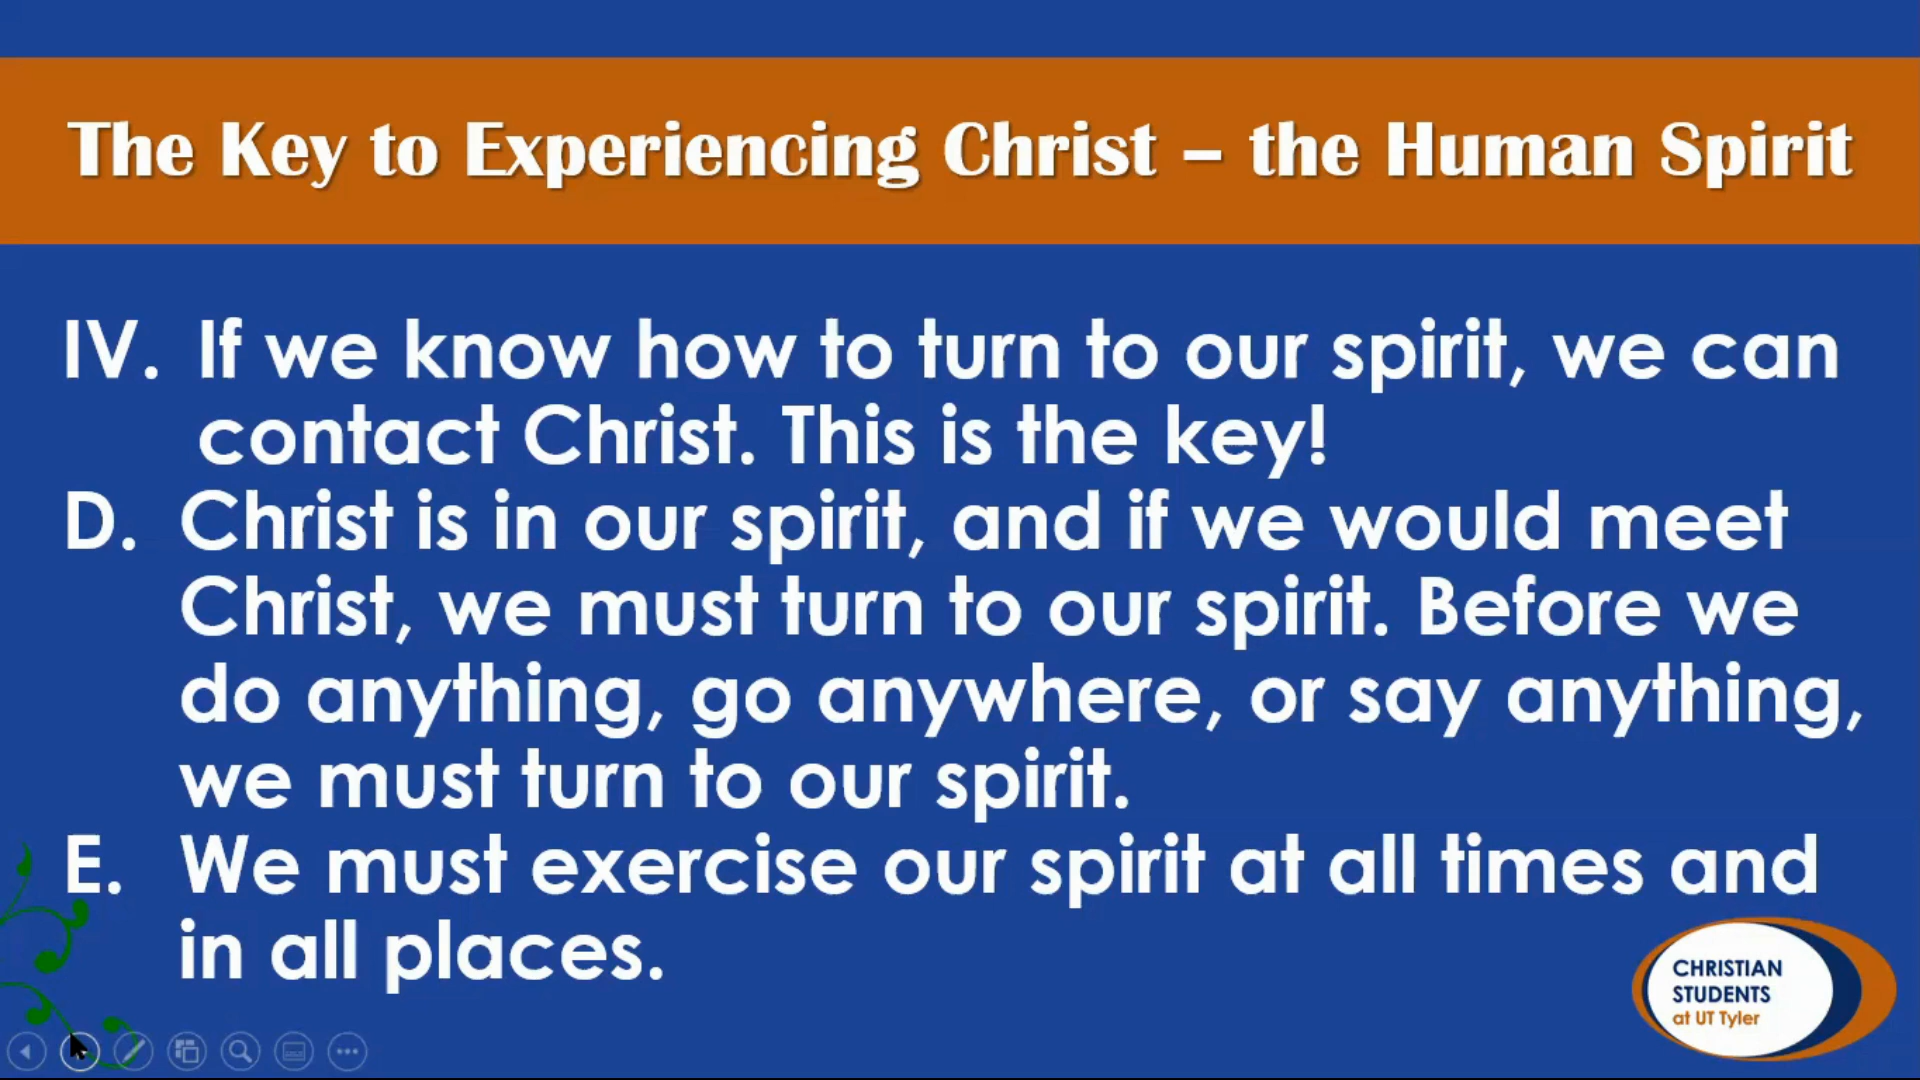 The Key to Experiencing Christ – the Human Spirit
IV. If we know how to turn to our spirit, we can
contact Christ. This is the key!
D. Christ is in our spirit, and if we would meet
Christ, we must turn to our spirit. Before we
do anything, go anywhere, or say anything,
we must turn to our spirit.
E. We must exercise our spirit at all times and
in all places.
CHRISTIAN
STUDENTS
at UT Tyler